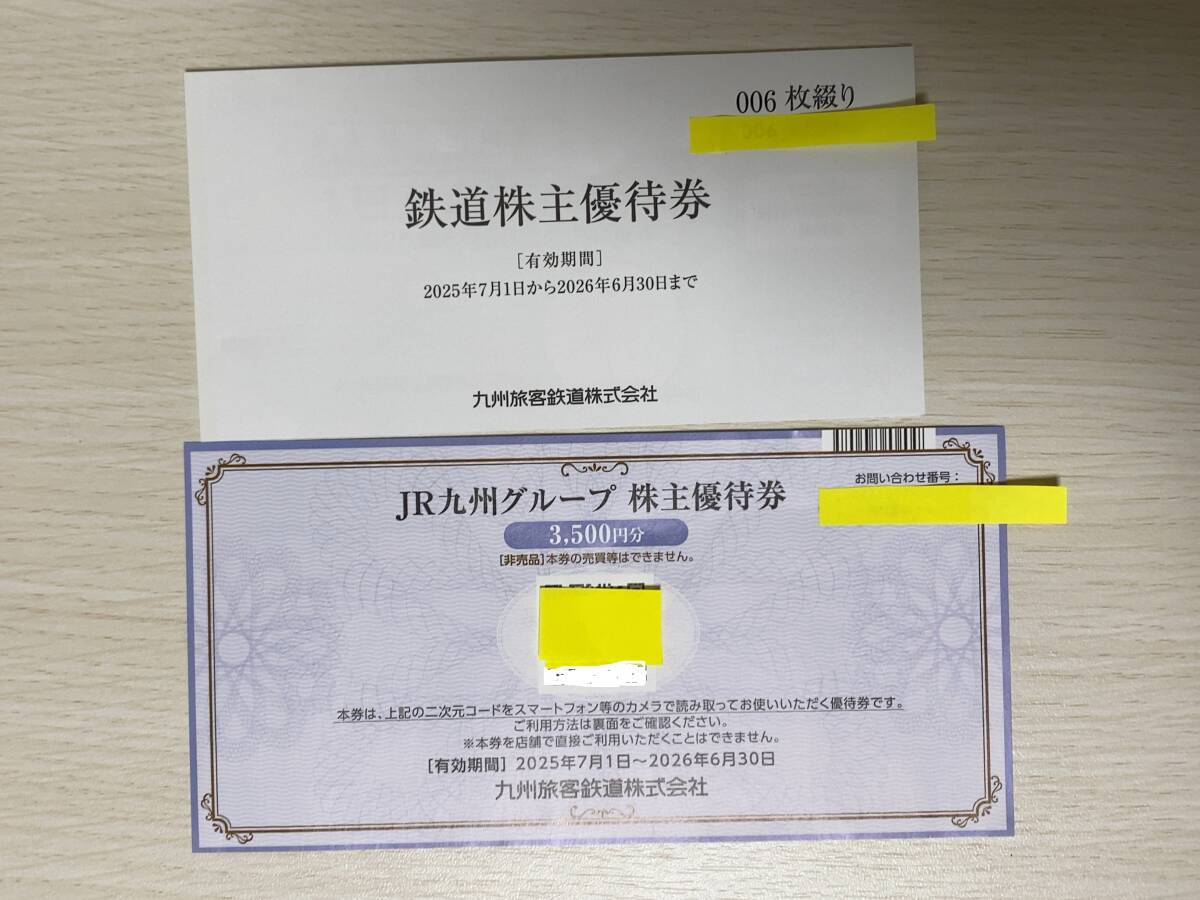 006 枚綴り
鉄道株主優待券
［有効期間］
2025年7月1日から2026年6月30日まで
九州旅客鉄道株式会社
お問い合わせ番号：
JR九州グループ 株主優待券
3,500円分
［非売品］本券の売買等はできません。
本券は、上記の二次元コードをスマートフォン等のカメラで読み取ってお使いいただく優待券です。
ご利用方法は裏面をご確認ください。
※本券を店舗で直接ご利用いただくことはできません。
［有効期間］ 2025年7月1日～2026年6月30日
九州旅客鉄道株式会社